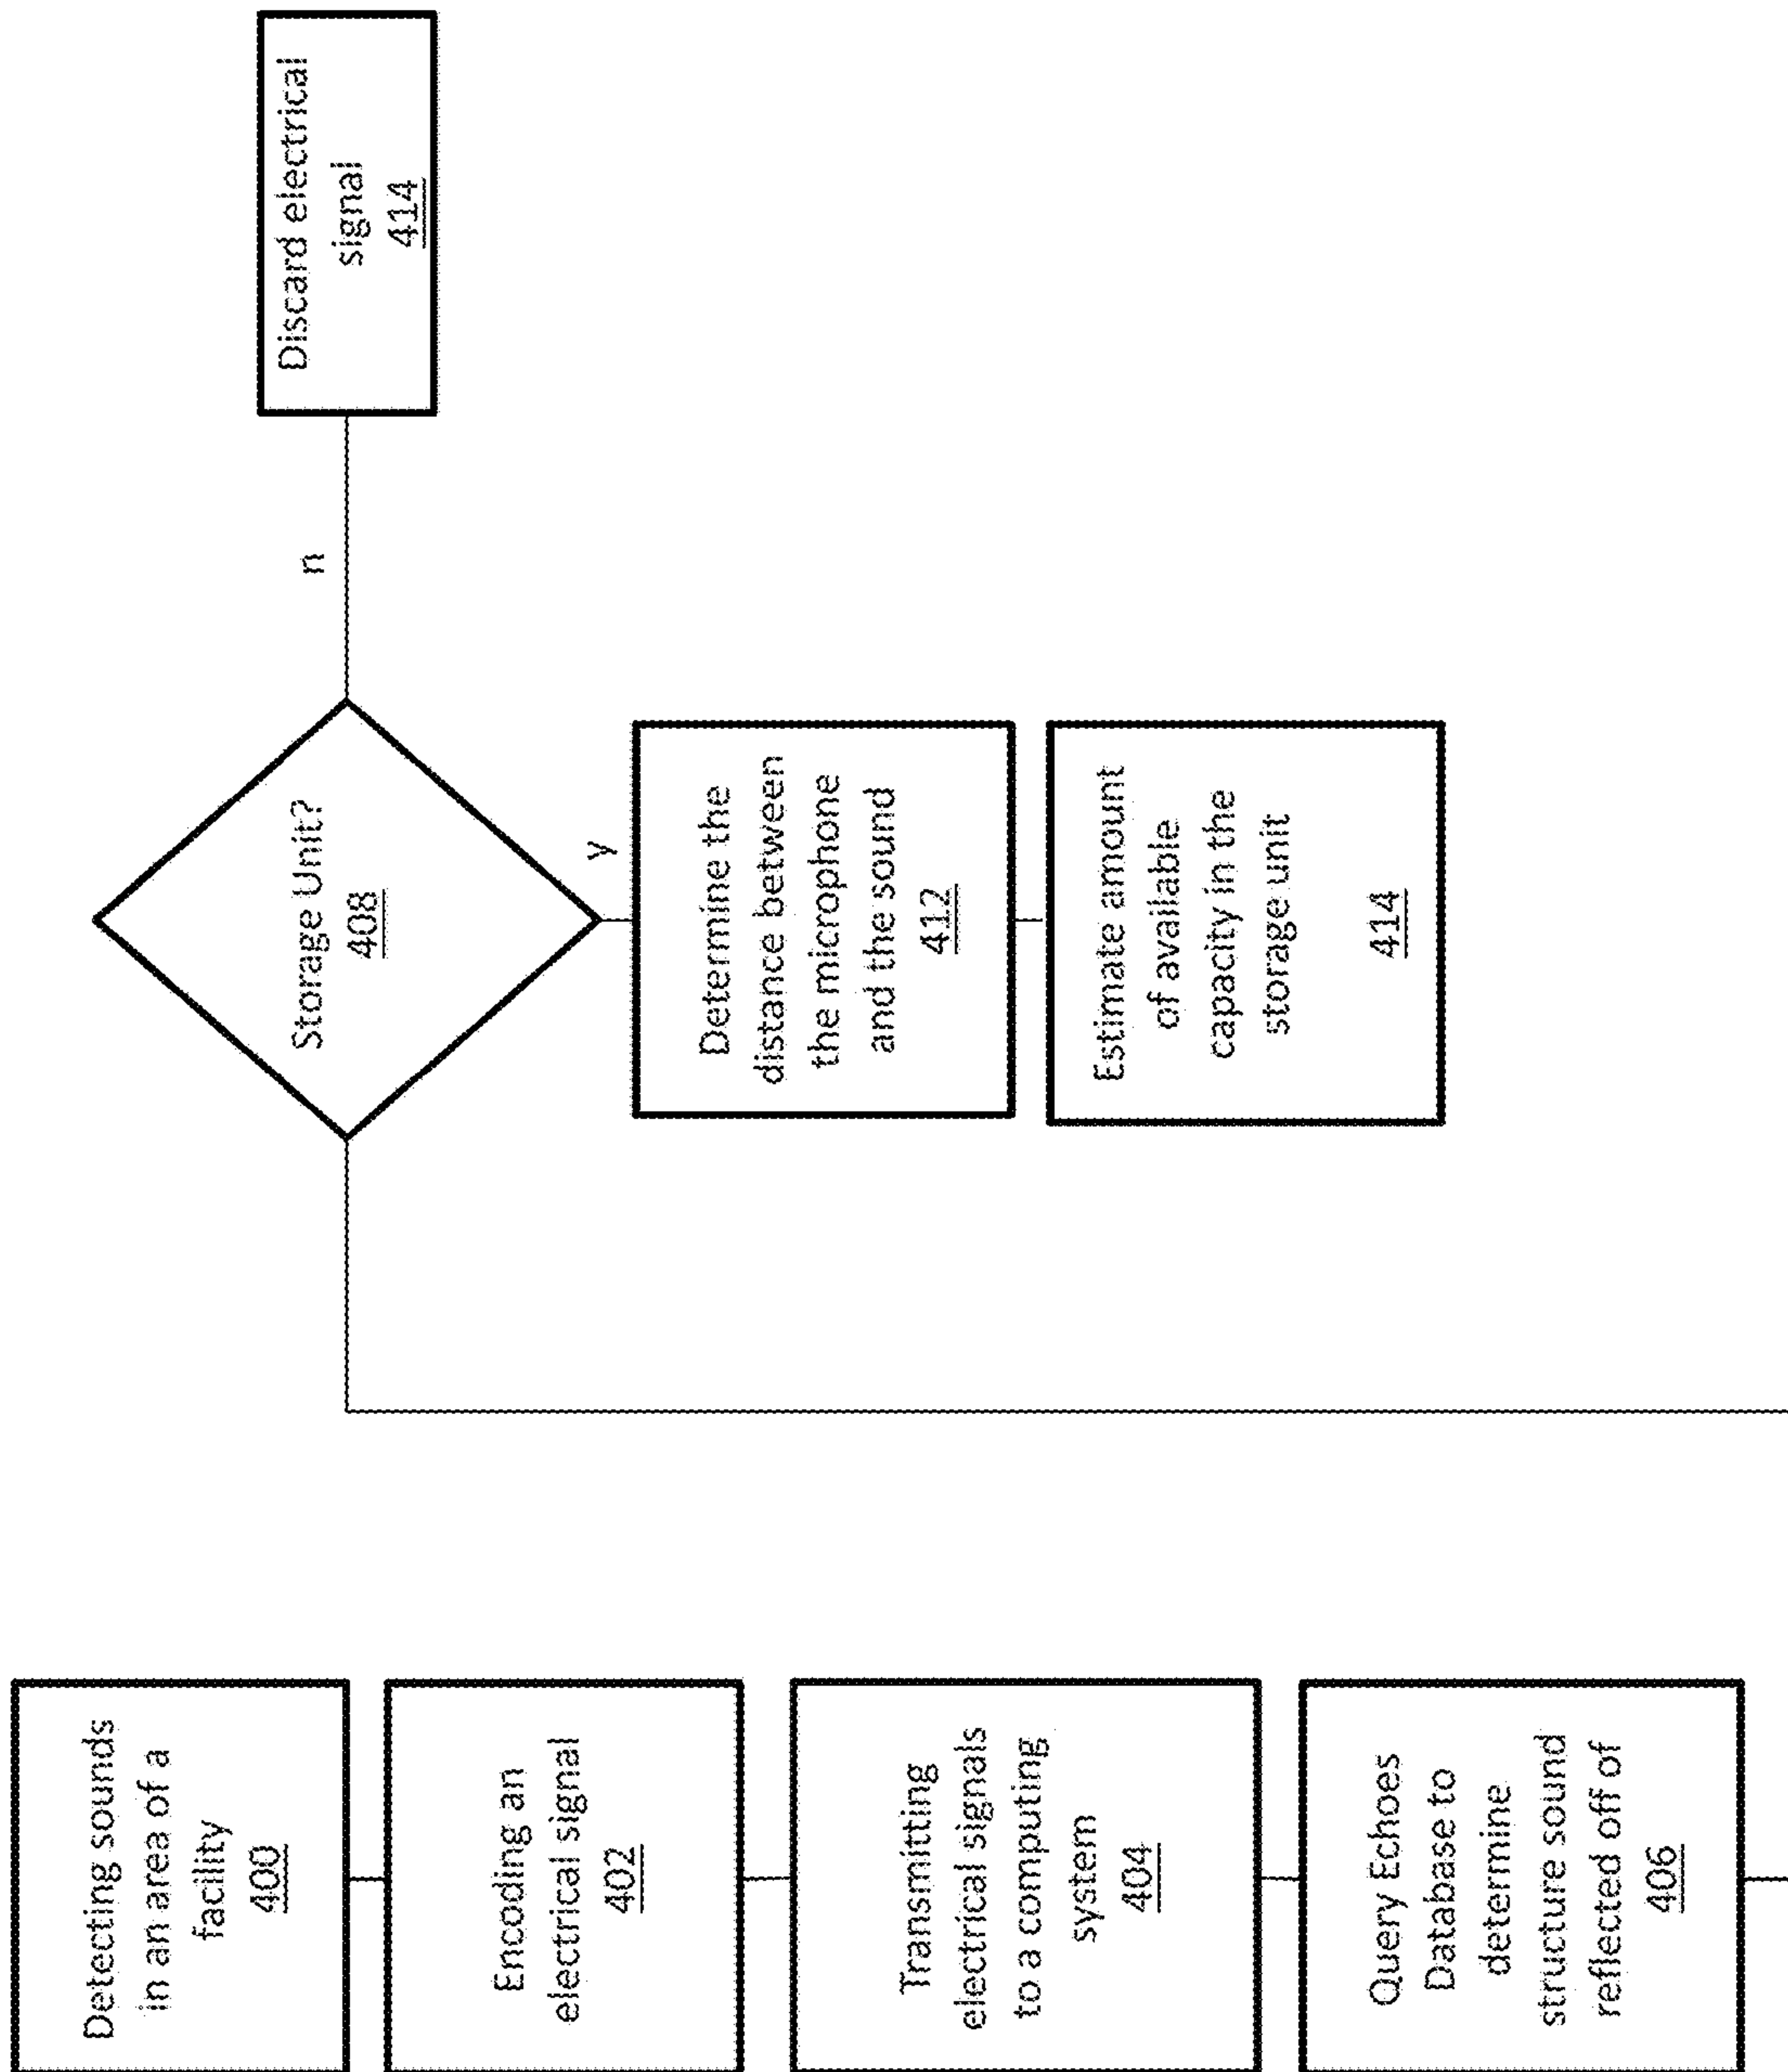 Detecting sounds
in an area of a
facility
400
Encoding an
electrical signal
402
Transmitting
electrical signals
to a computing
system
404
Query Echoes
Database to
determine
structure sound
reflected off of
406
Storage Unit?
408
n
Discard electrical
signal
414
y
Determine the
distance between
the microphone
and the sound
412
Estimate amount
of available
capacity in the
storage unit
414